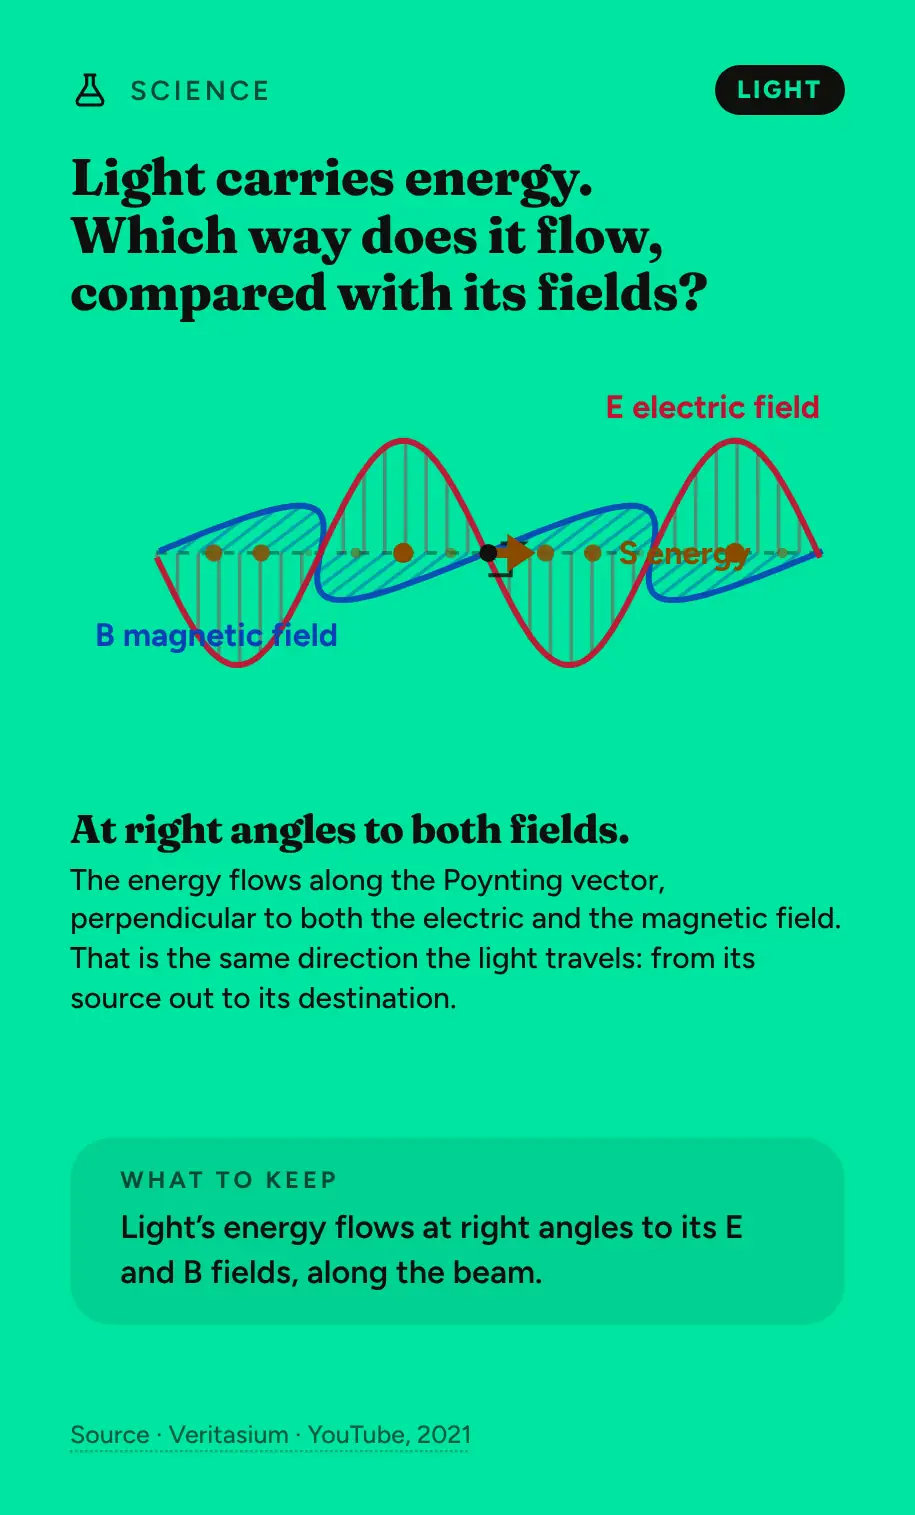 SCIENCE
LIGHT
Light carries energy.
Which way does it flow,
compared with its fields?
E electric field
S energy
B magnetic field
At right angles to both fields.
The energy flows along the Poynting vector,
perpendicular to both the electric and the magnetic field.
That is the same direction the light travels: from its
source out to its destination.
WHAT TO KEEP
Light’s energy flows at right angles to its E
and B fields, along the beam.
Source · Veritasium · YouTube, 2021